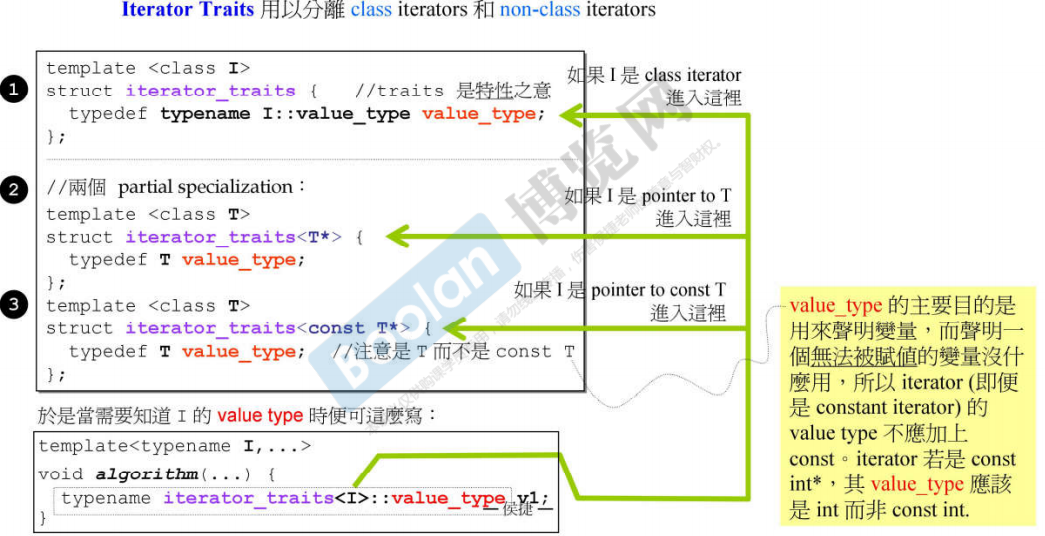 Iterator Traits 用以分離 class iterators 和 non-class iterators
1
template <class I>
struct iterator_traits { //traits 是特性之意
typedef typename I::value_type value_type;
};
如果 I 是 class iterator
進入這裡
2
//兩個 partial specialization：
template <class T>
struct iterator_traits<T*> {
typedef T value_type;
};
如果 I 是 pointer to T
進入這裡
3
template <class T>
struct iterator_traits<const T*> {
typedef T value_type; //注意是 T 而不是 const T
};
如果 I 是 pointer to const T
進入這裡
value_type 的主要目的是
用來聲明變量，而聲明一
個無法被賦值的變量沒什
麼用，所以 iterator (即便
是 constant iterator) 的
value type 不應加上
const。iterator 若是 const
int*，其 value_type 應該
是 int 而非 const int.
於是當需要知道 I 的 value type 時便可這麼寫：
template<typename I,...>
void algorithm(...) {
typename iterator_traits<I>::value_type v1;
}
— 侯捷 —
Boolan
博览网